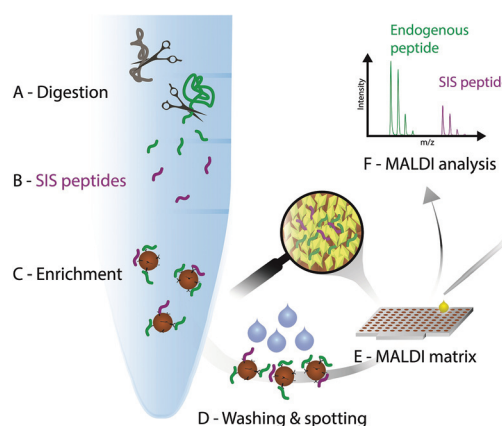 A - Digestion
B - SIS peptides
C - Enrichment
D - Washing & spotting
E - MALDI matrix
F - MALDI analysis
Endogenous
peptide
SIS peptid
Intensity
m/z